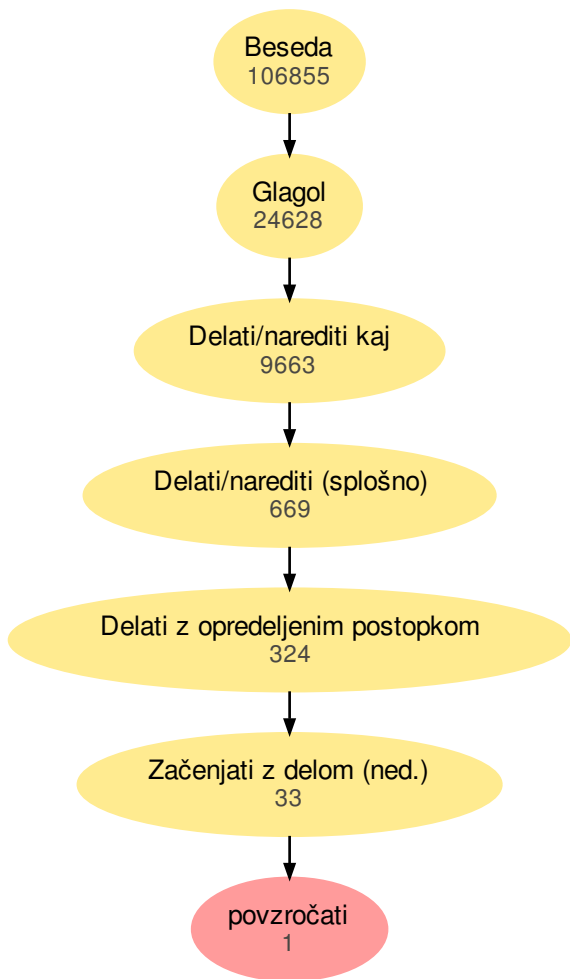 Beseda
106855
Glagol
24628
Delati/narediti kaj
9663
Delati/narediti (splošno)
669
Delati z opredeljenim postopkom
324
Začenjati z delom (ned.)
33
povzročati
1